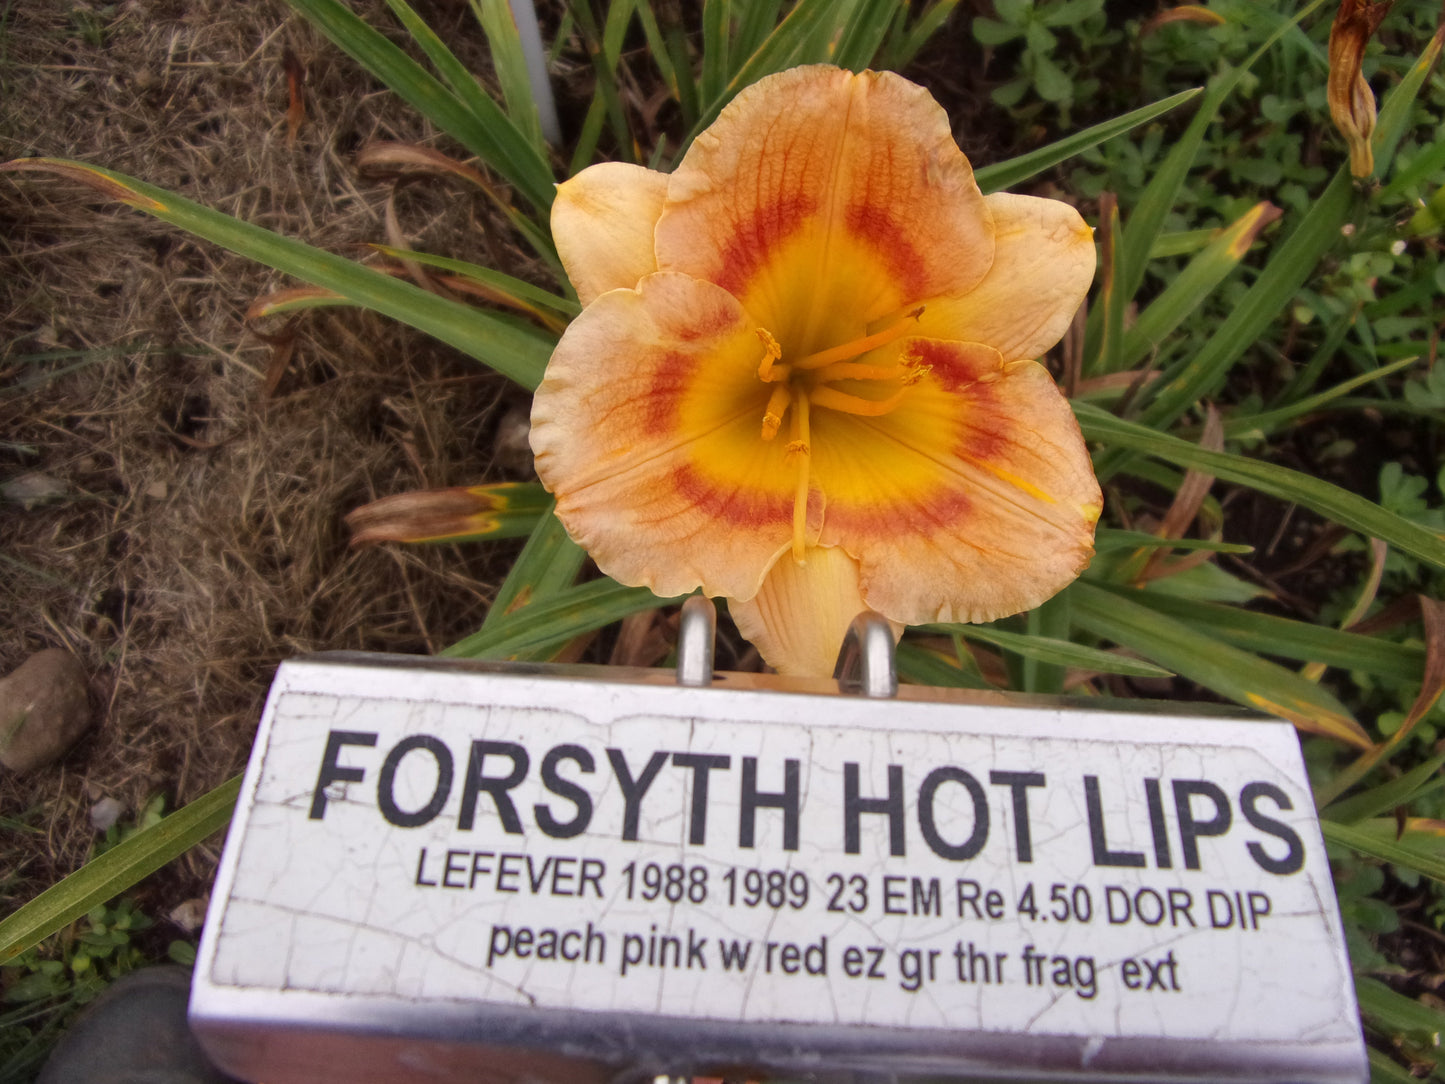 FORSYTH HOT LIPS
LEFEVER 1988 1989 23 EM Re 4.50 DOR DIP
peach pink w red ez gr thr frag ext